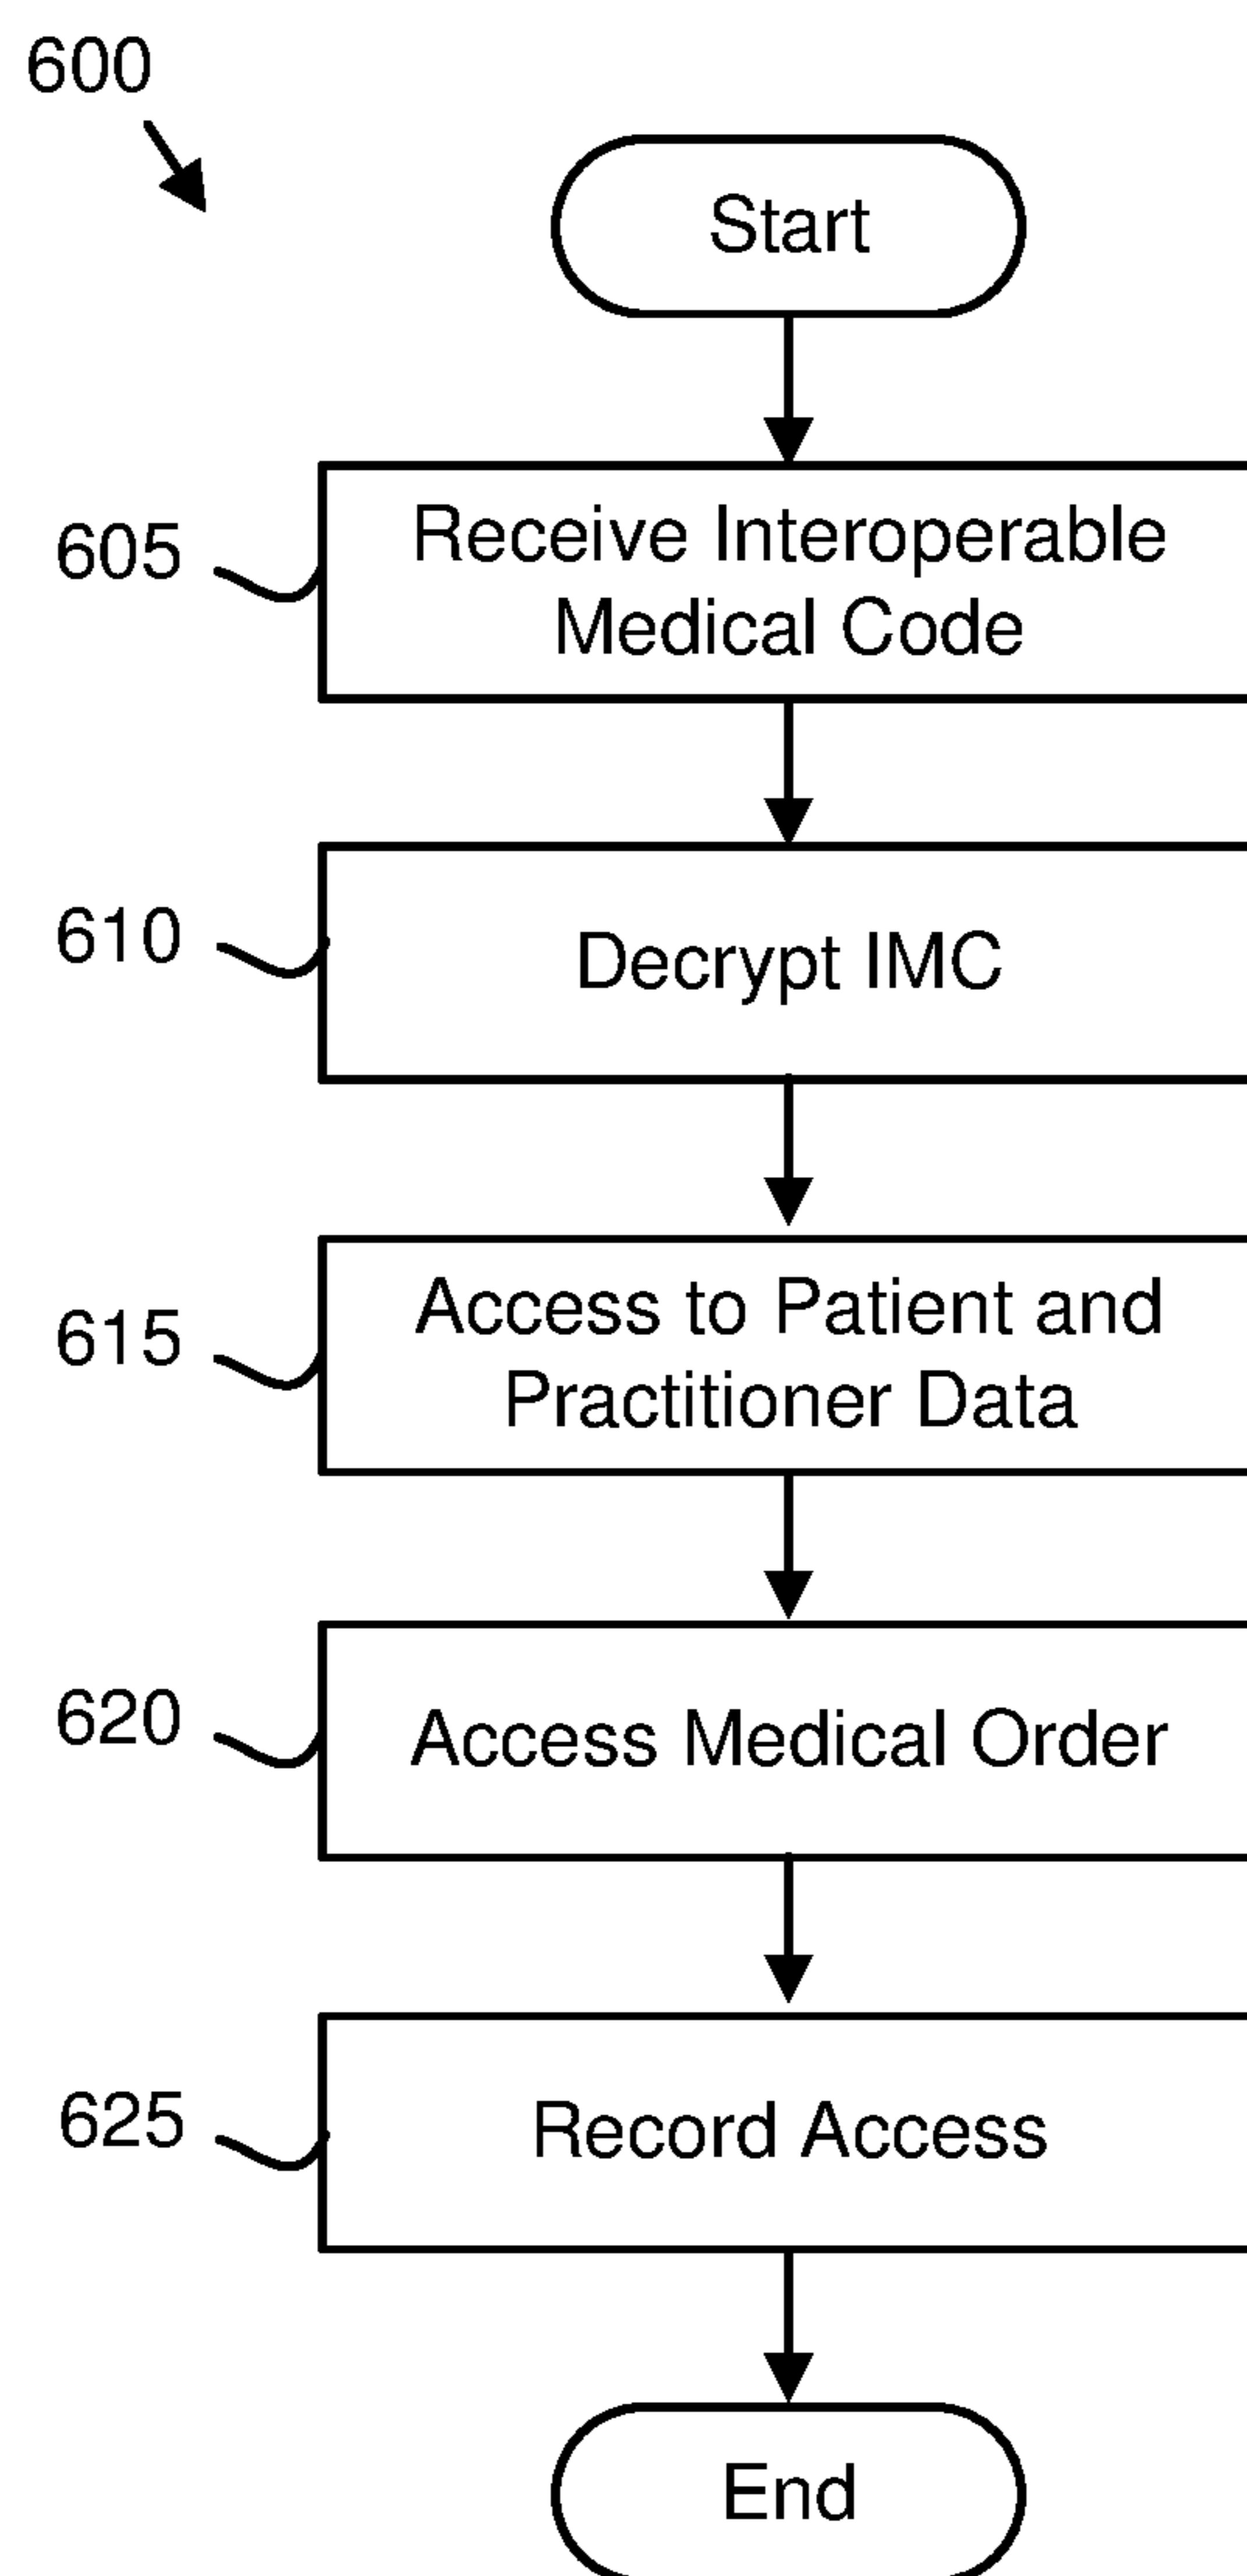 600
Start
605
Receive Interoperable
Medical Code
610
Decrypt IMC
615
Access to Patient and
Practitioner Data
620
Access Medical Order
625
Record Access
End